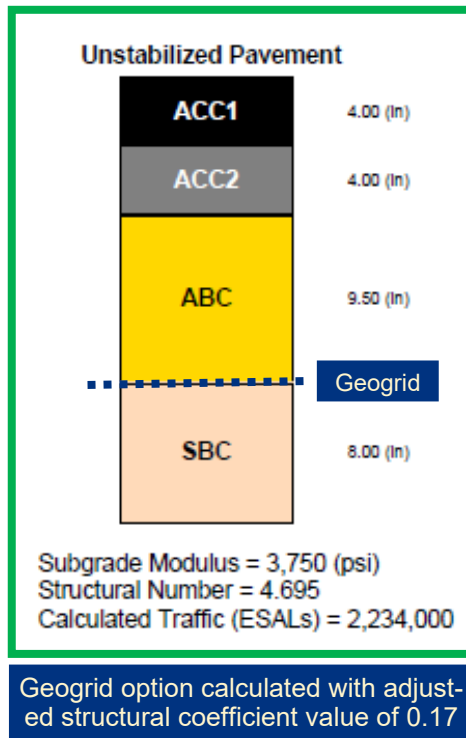 Unstabilized Pavement
ACC1
4.00 (in)
ACC2
4.00 (in)
ABC
9.50 (in)
Geogrid
SBC
8.00 (in)
Subgrade Modulus = 3,750 (psi)
Structural Number = 4.695
Calculated Traffic (ESALs) = 2,234,000
Geogrid option calculated with adjust-
ed structural coefficient value of 0.17